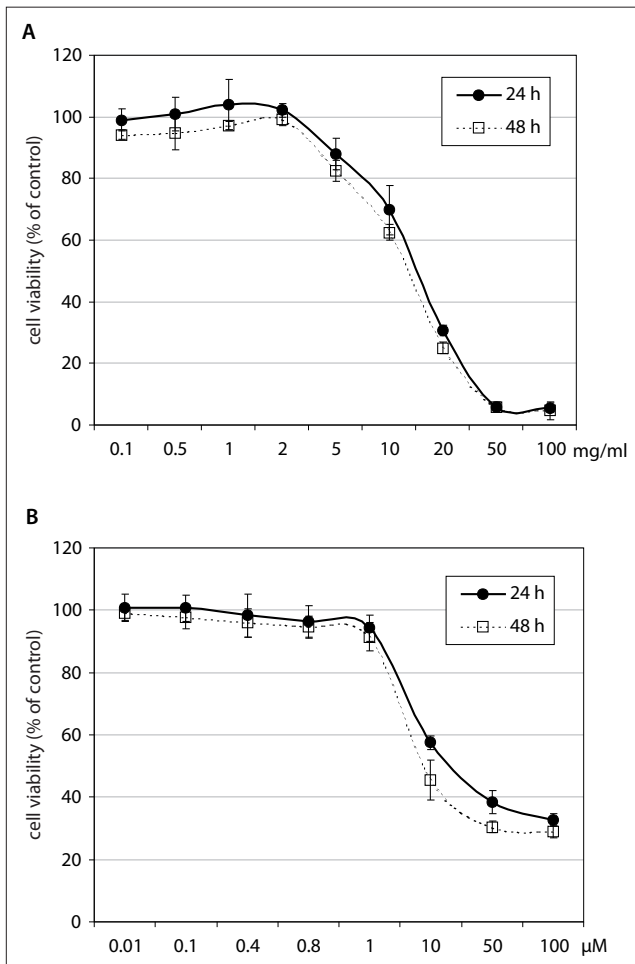 A
cell viability (% of control)
120
100
80
60
40
20
0
24 h
48 h
0.1 0.5 1 2 5 10 20 50 100 mg/ml
B
cell viability (% of control)
120
100
80
60
40
20
0
24 h
48 h
0.01 0.1 0.4 0.8 1 10 50 100 µM